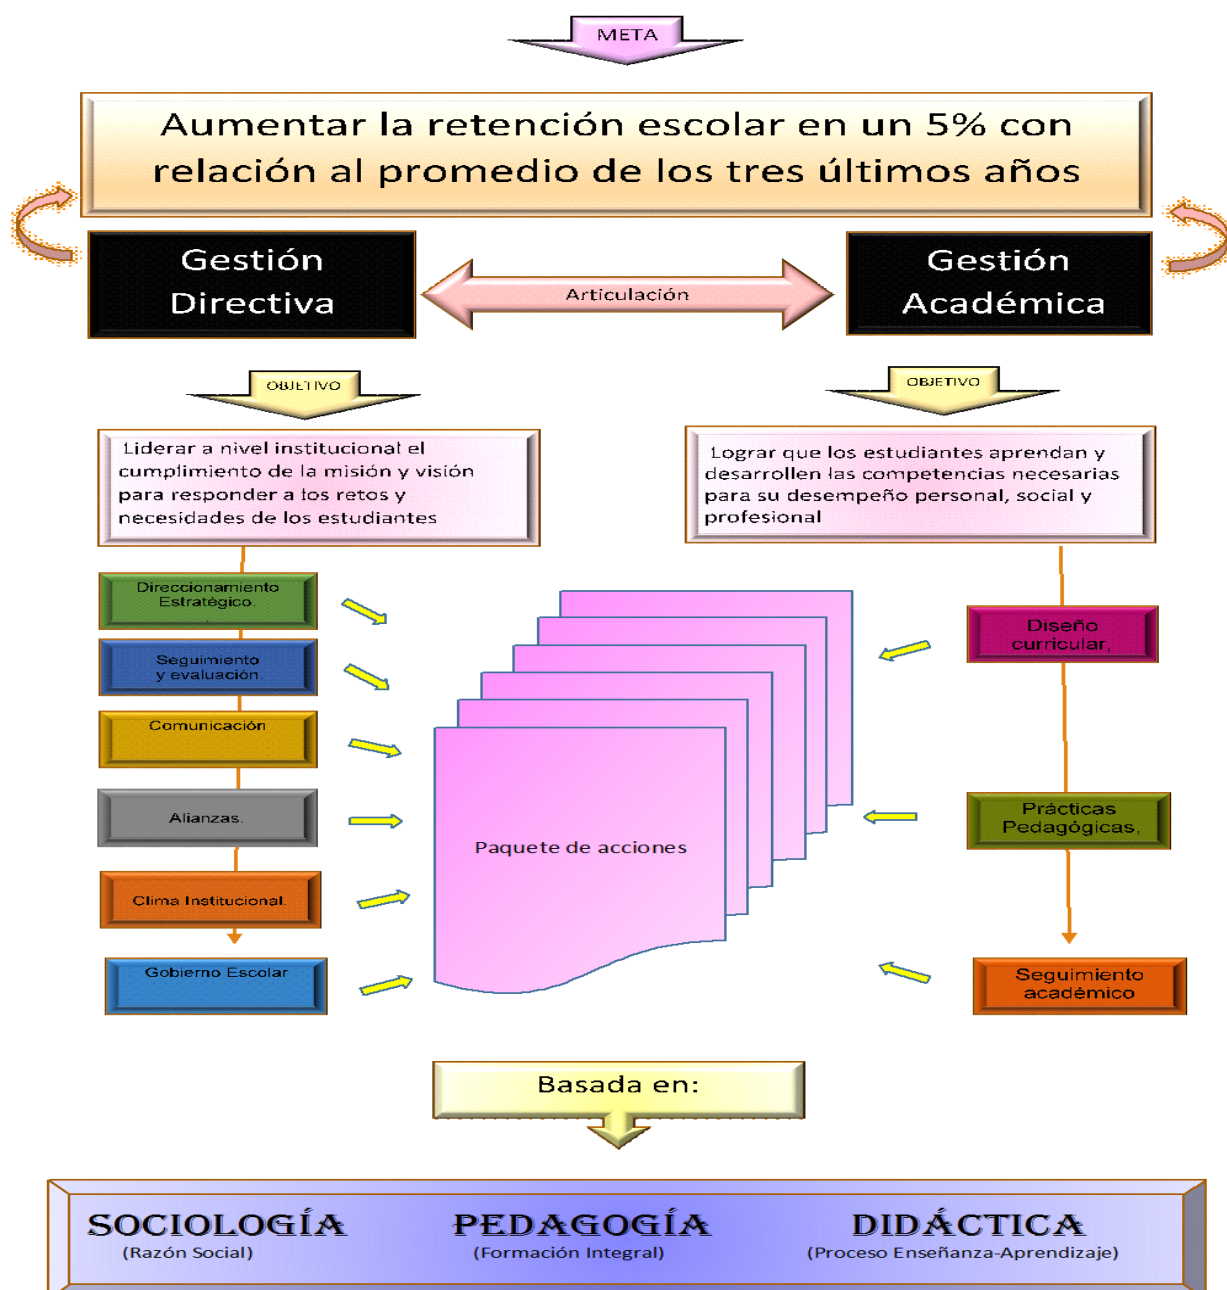 META
Aumentar la retención escolar en un 5% con
relación al promedio de los tres últimos años
Gestión
Directiva
Articulación
Gestión
Académica
OBJETIVO
OBJETIVO
Liderar a nivel institucional el
cumplimiento de la misión y visión
para responder a los retos y
necesidades de los estudiantes
Lograr que los estudiantes aprendan y
desarrollen las competencias necesarias
para su desempeño personal, social y
profesional
Direccionamiento
Estratégico.
.
Seguimiento
y evaluación.
Comunicación
Alianzas.
Clima Institucional.
Gobierno Escolar
Paquete de acciones
Diseño
curricular,
Prácticas
Pedagógicas,
Seguimiento
académico
Basada en:
SOCIOLOGÍA
(Razón Social)
PEDAGOGÍA
(Formación Integral)
DIDÁCTICA
(Proceso Enseñanza-Aprendizaje)